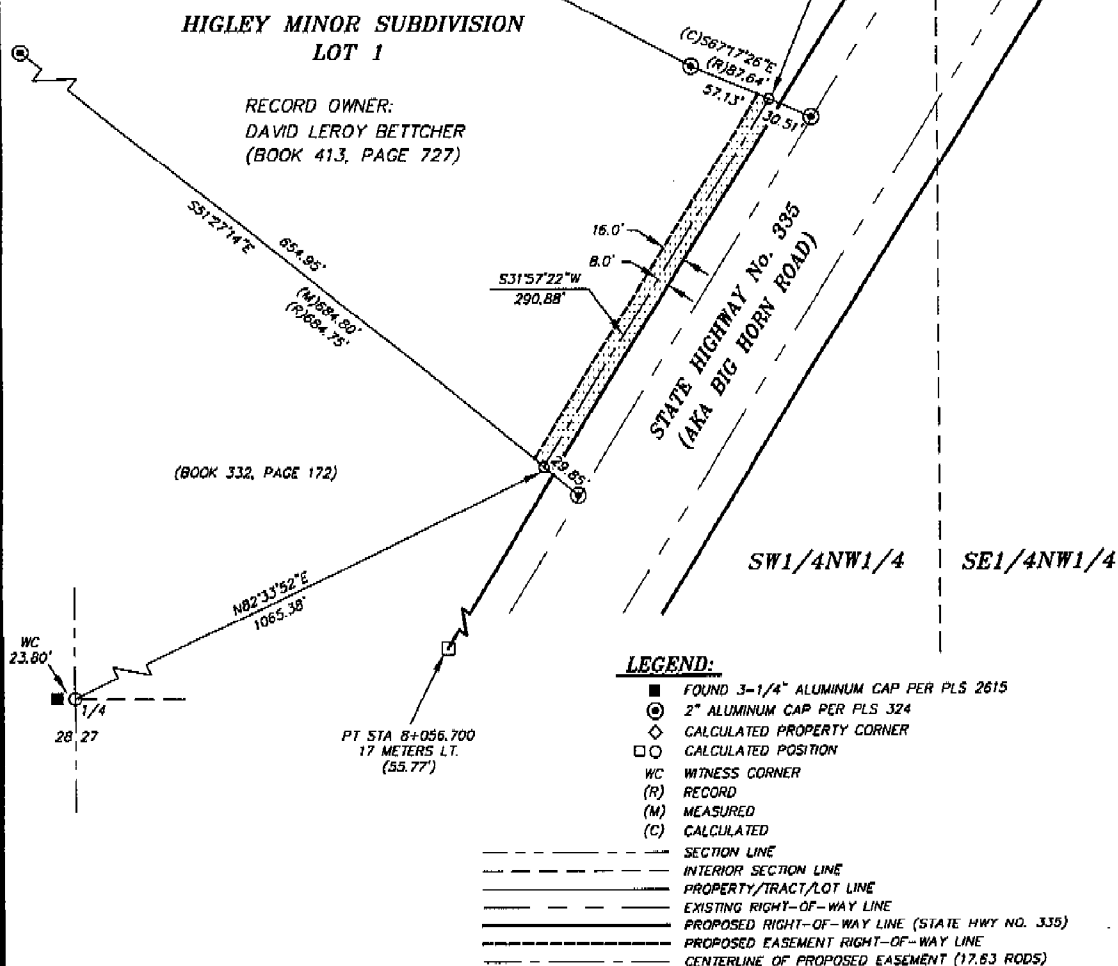 HIGLEY MINOR SUBDIVISION
LOT 1
RECORD OWNER:
DAVID LEROY BETTCHER
(BOOK 413, PAGE 727)
(C)S67°17'26"E
(R)87.64'
57.13'
30.51'
S51°27'14"E
654.95'
(M)684.80'
(R)684.75'
16.0'
8.0'
S31°57'22"W
290.88'
STATE HIGHWAY No. 335
(AKA BIG HORN ROAD)
29.85'
(BOOK 332, PAGE 172)
N82°33'52"E
1065.38'
SW1/4NW1/4
SE1/4NW1/4
WC
23.80'
1/4
28 27
PT STA 8+056.700
17 METERS LT.
(55.77')
LEGEND:
FOUND 3-1/4" ALUMINUM CAP PER PLS 2615
2" ALUMINUM CAP PER PLS 324
CALCULATED PROPERTY CORNER
CALCULATED POSITION
WC WITNESS CORNER
(R) RECORD
(M) MEASURED
(C) CALCULATED
SECTION LINE
INTERIOR SECTION LINE
PROPERTY/TRACT/LOT LINE
EXISTING RIGHT-OF-WAY LINE
PROPOSED RIGHT-OF-WAY LINE (STATE HWY NO. 335)
PROPOSED EASEMENT RIGHT-OF-WAY LINE
CENTERLINE OF PROPOSED EASEMENT (17.63 RODS)